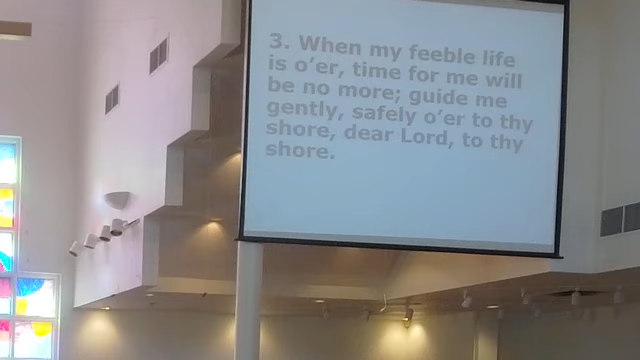 3. When my feeble life
is o'er, time for me will
be no more; guide me
gently, safely o'er to thy
shore, dear Lord, to thy
shore.